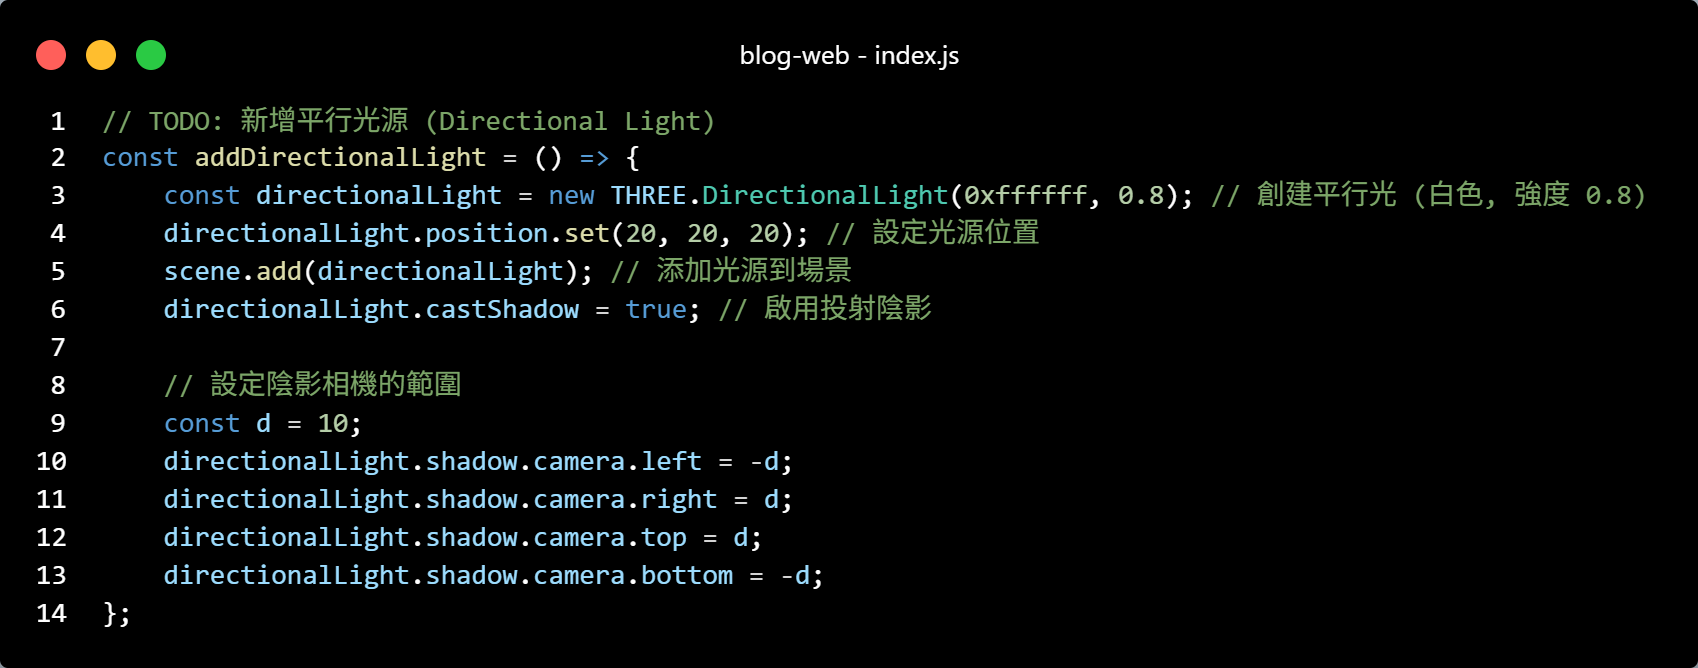 blog-web - index.js
1 // TODO: 新增平行光源 (Directional Light)
2 const addDirectionalLight = () => {
3     const directionalLight = new THREE.DirectionalLight(0xffffff, 0.8); // 創建平行光 (白色, 強度 0.8)
4     directionalLight.position.set(20, 20, 20); // 設定光源位置
5     scene.add(directionalLight); // 添加光源到場景
6     directionalLight.castShadow = true; // 啟用投射陰影
7
8     // 設定陰影相機的範圍
9     const d = 10;
10     directionalLight.shadow.camera.left = -d;
11     directionalLight.shadow.camera.right = d;
12     directionalLight.shadow.camera.top = d;
13     directionalLight.shadow.camera.bottom = -d;
14 };